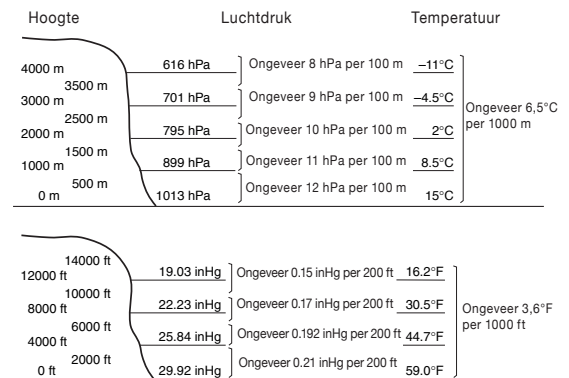 Hoogte Luchtdruk Temperatuur
4000 m 616 hPa Ongeveer 8 hPa per 100 m –11°C
3500 m
3000 m 701 hPa Ongeveer 9 hPa per 100 m –4.5°C
Ongeveer 6,5°C
per 1000 m
2500 m
2000 m 795 hPa Ongeveer 10 hPa per 100 m 2°C
1500 m
1000 m 899 hPa Ongeveer 11 hPa per 100 m 8.5°C
500 m
0 m 1013 hPa Ongeveer 12 hPa per 100 m 15°C
14000 ft
12000 ft 19.03 inHg Ongeveer 0.15 inHg per 200 ft 16.2°F
10000 ft
8000 ft 22.23 inHg Ongeveer 0.17 inHg per 200 ft 30.5°F
Ongeveer 3,6°F
per 1000 ft
6000 ft
4000 ft 25.84 inHg Ongeveer 0.192 inHg per 200 ft 44.7°F
2000 ft
0 ft 29.92 inHg Ongeveer 0.21 inHg per 200 ft 59.0°F